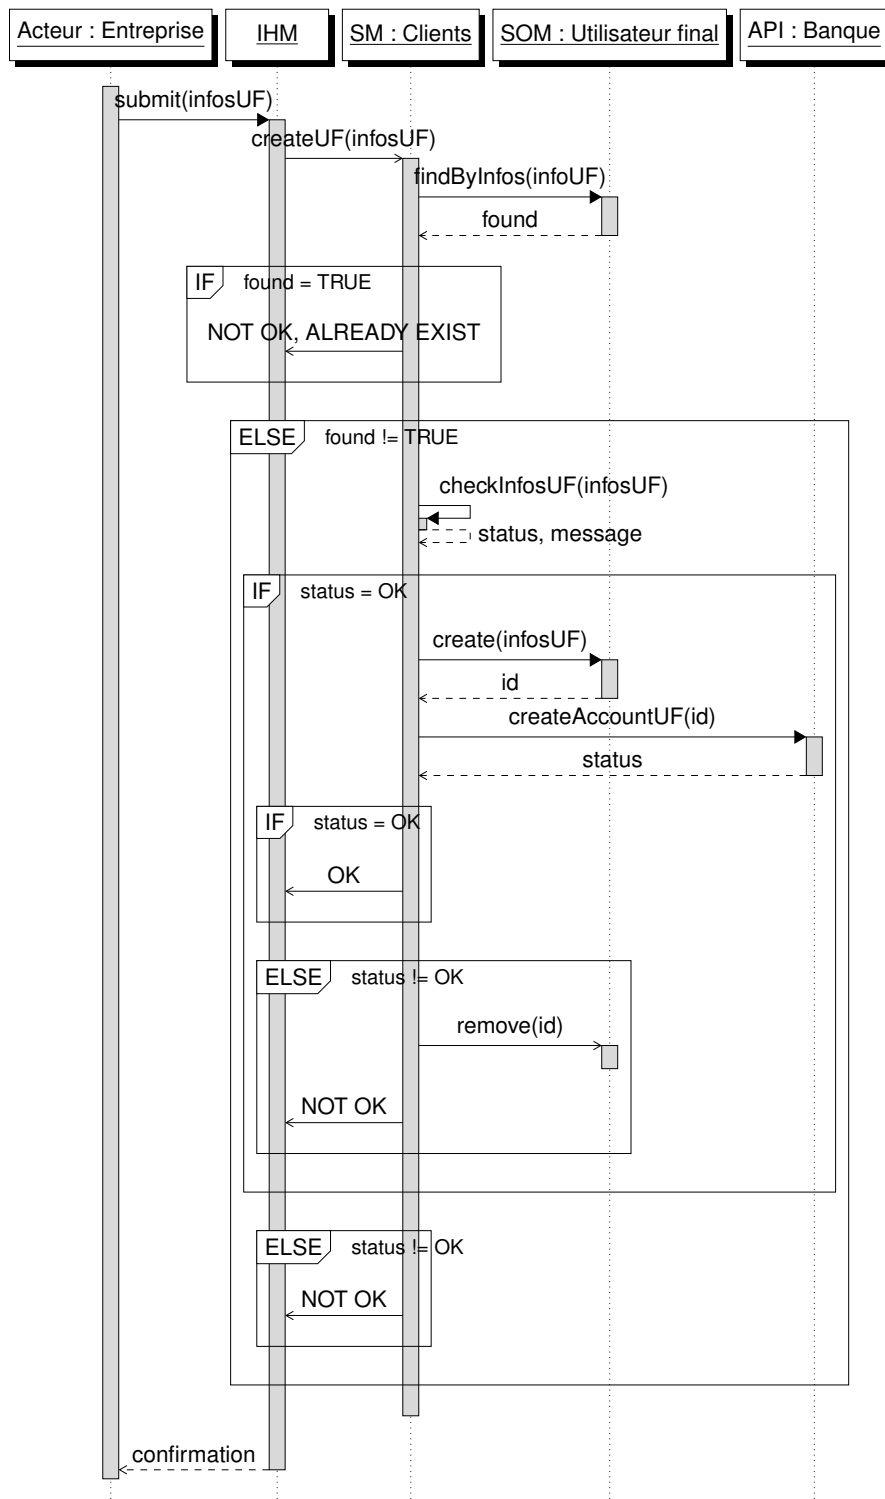 Acteur : Entreprise
IHM
SM : Clients
SOM : Utilisateur final
API : Banque
submit(infosUF)
createUF(infosUF)
findByInfos(infoUF)
found
IF found = TRUE
NOT OK, ALREADY EXIST
ELSE found != TRUE
checkInfosUF(infosUF)
status, message
IF status = OK
create(infosUF)
id
createAccountUF(id)
status
IF status = OK
OK
ELSE status != OK
remove(id)
NOT OK
ELSE status != OK
NOT OK
confirmation